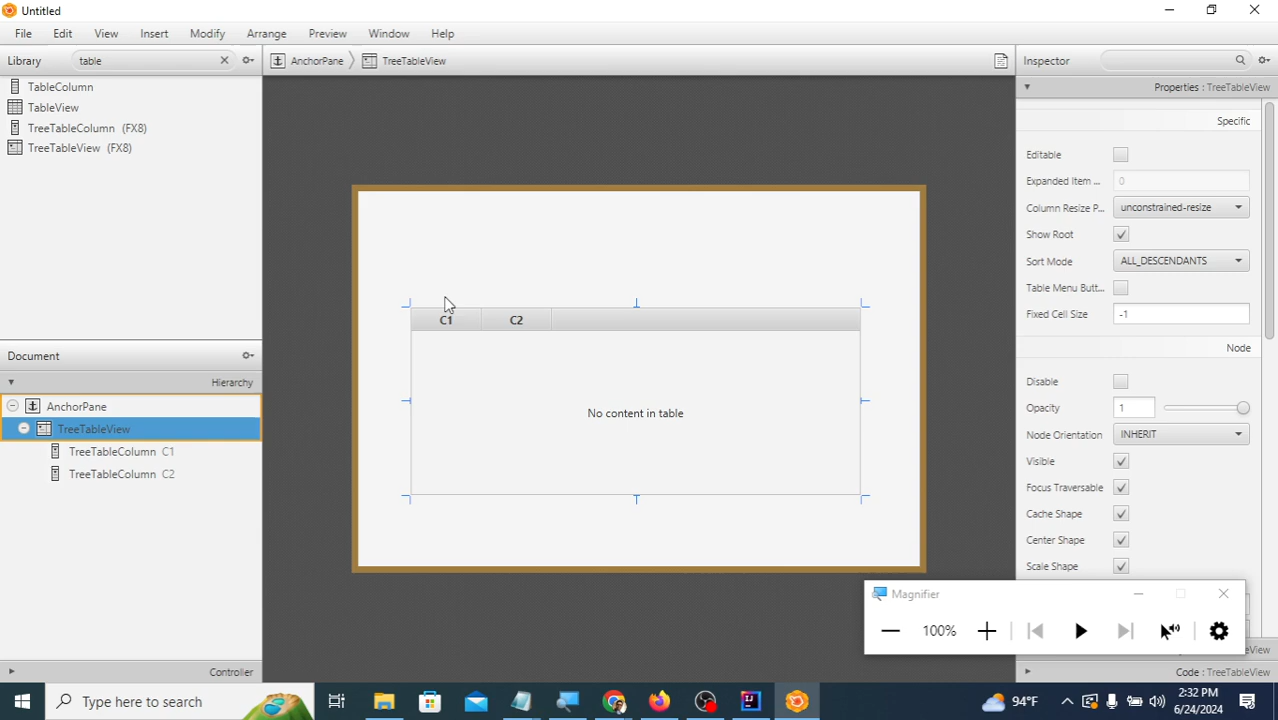 Untitled
File Edit View Insert Modify Arrange Preview Window Help
Library table
AnchorPane TreeTableView
Inspector
TableColumn
TableView
TreeTableColumn (FX8)
TreeTableView (FX8)
Properties : TreeTableView
Specific
Editable
Expanded Item ... 0
Column Resize P... unconstrained-resize
Show Root
Sort Mode ALL_DESCENDANTS
Table Menu Butt...
Fixed Cell Size -1
Node
Disable
Opacity 1
Node Orientation INHERIT
Visible
Focus Traversable
Cache Shape
Center Shape
Scale Shape
C1 C2
No content in table
Document
Hierarchy
AnchorPane
TreeTableView
TreeTableColumn C1
TreeTableColumn C2
Controller
Magnifier
100%
Code : TreeTableView
Type here to search
94°F
2:32 PM
6/24/2024